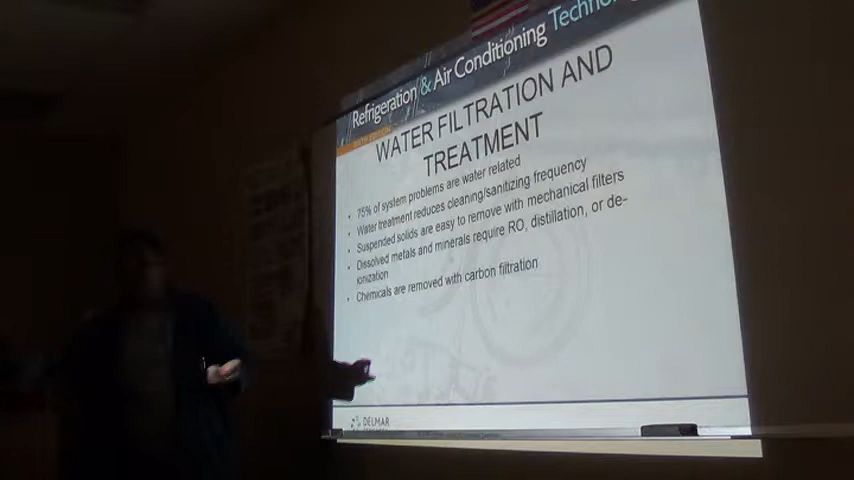 Refrigeration & Air Conditioning
SIXTH EDITION
WATER FILTRATION AND
TREATMENT
• 75% of system problems are water related
• Water treatment reduces cleaning/sanitizing frequency
• Suspended solids are easy to remove with mechanical filters
• Dissolved metals and minerals require RO, distillation, or de-
ionization
• Chemicals are removed with carbon filtration
DELMAR